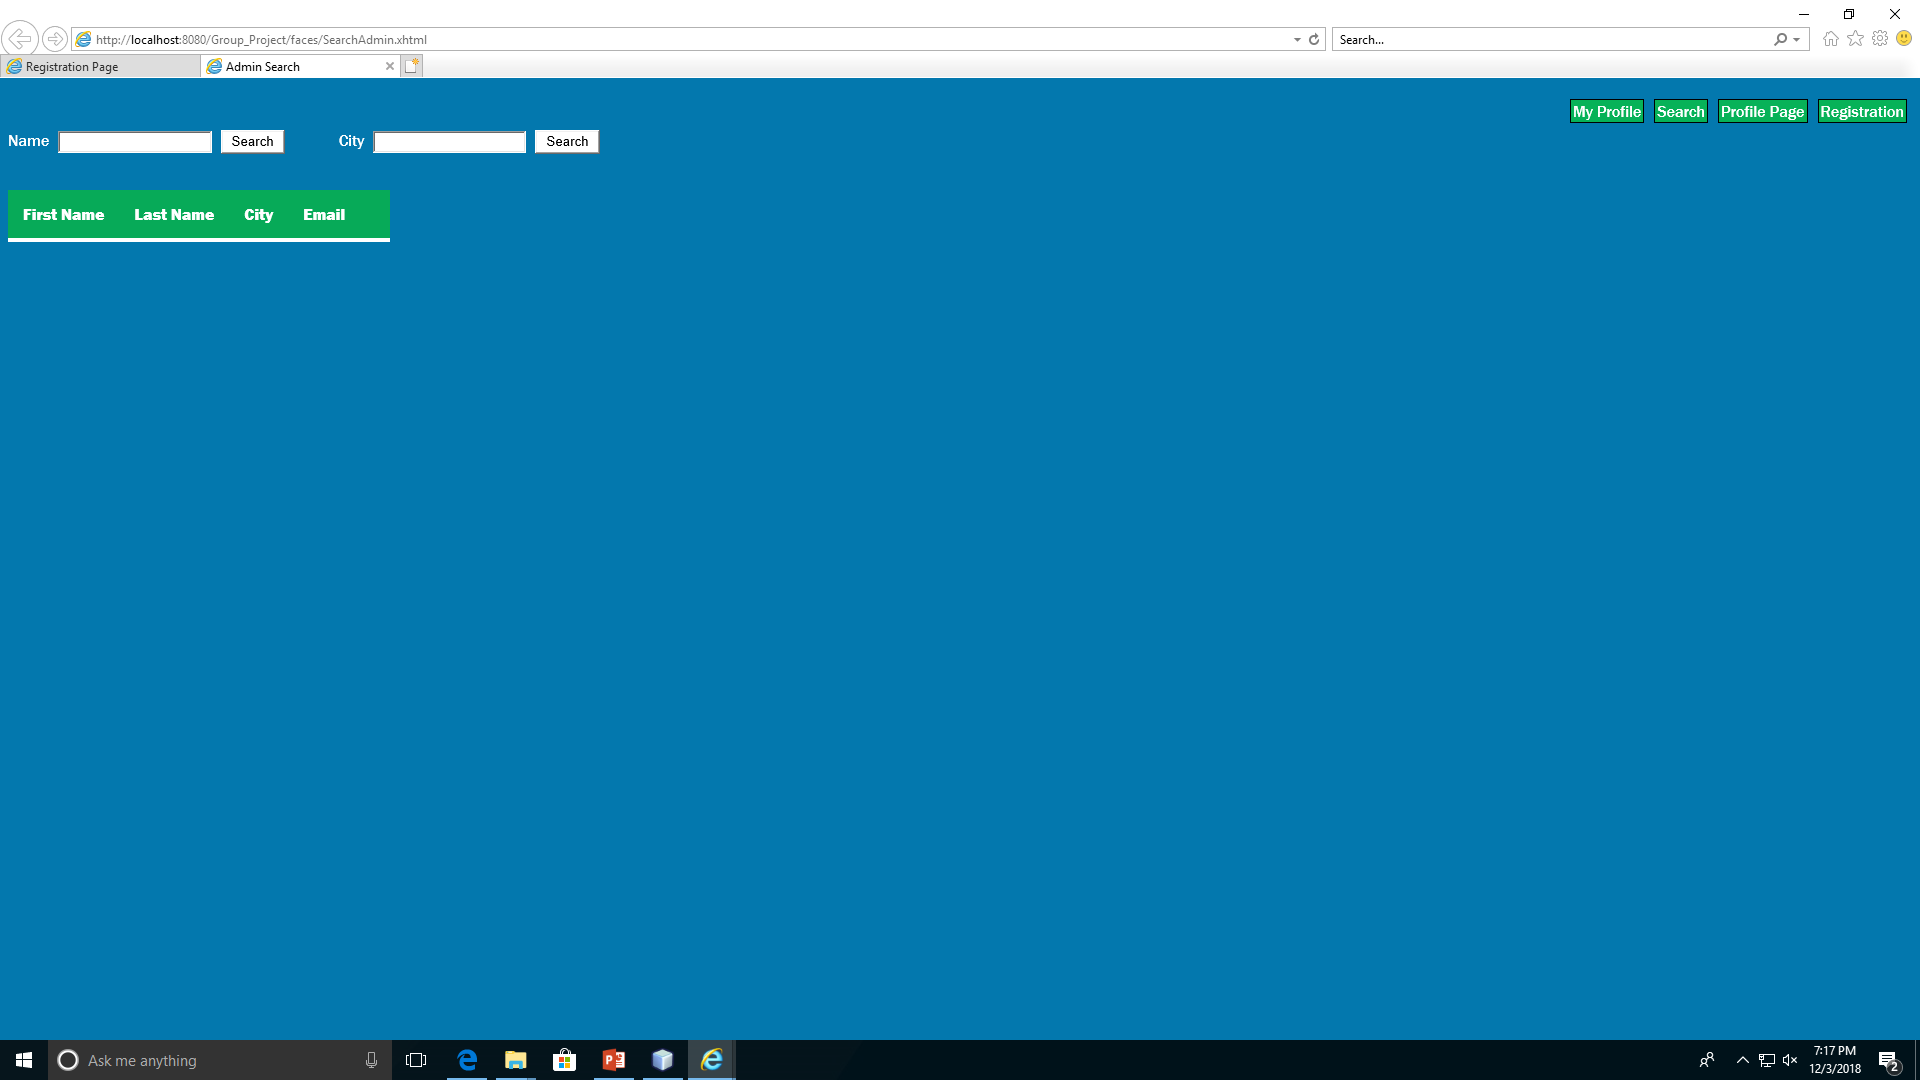 http://localhost:8080/Group_Project/faces/SearchAdmin.xhtml
Search...
Registration Page
Admin Search
My Profile Search Profile Page Registration
Name Search City Search
First Name Last Name City Email
Ask me anything
7:17 PM
12/3/2018
2